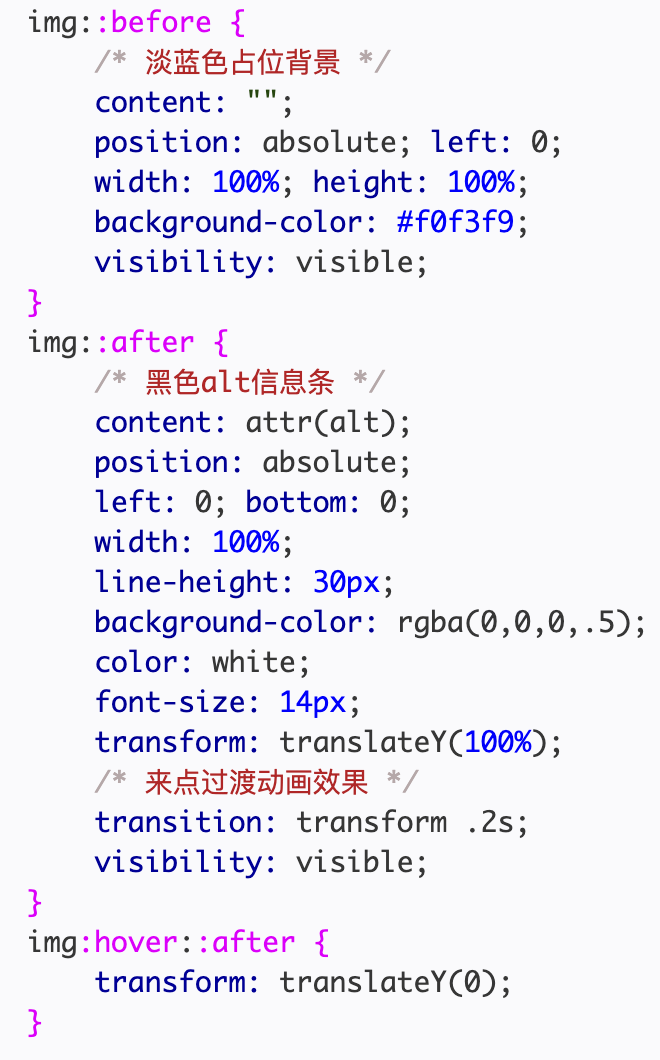 img::before {
    /* 淡蓝色占位背景 */
    content: "";
    position: absolute; left: 0;
    width: 100%; height: 100%;
    background-color: #f0f3f9;
    visibility: visible;
}
img::after {
    /* 黑色alt信息条 */
    content: attr(alt);
    position: absolute;
    left: 0; bottom: 0;
    width: 100%;
    line-height: 30px;
    background-color: rgba(0,0,0,.5);
    color: white;
    font-size: 14px;
    transform: translateY(100%);
    /* 来点过渡动画效果 */
    transition: transform .2s;
    visibility: visible;
}
img:hover::after {
    transform: translateY(0);
}